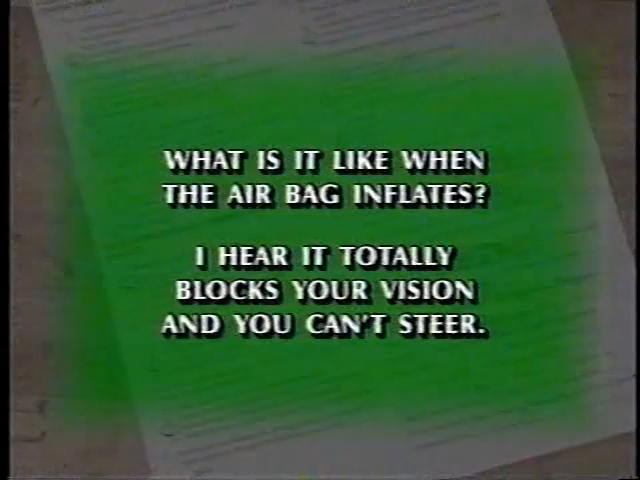 WHAT IS IT LIKE WHEN
THE AIR BAG INFLATES?
I HEAR IT TOTALLY
BLOCKS YOUR VISION
AND YOU CAN'T STEER.